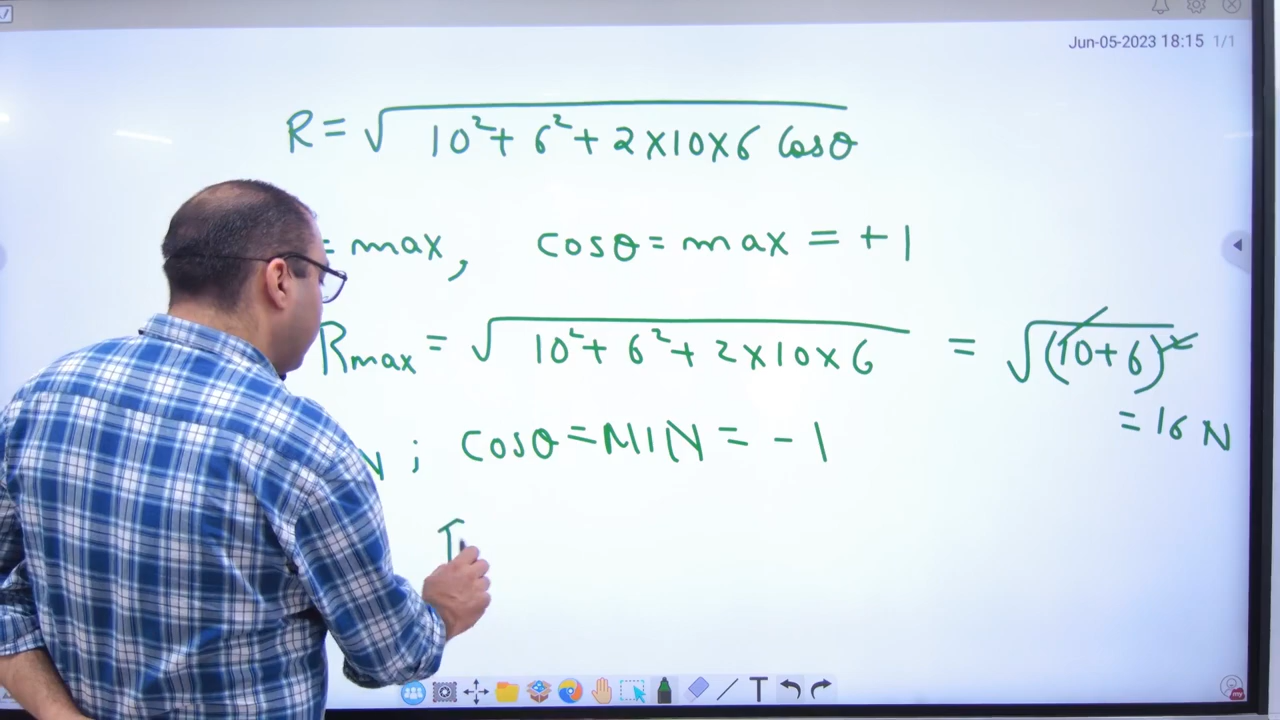 Jun-05-2023 18:15 1/1
R = √10² + 6² + 2×10×6 cosθ
= max, cosθ = max = +1
Rmax = √10² + 6² + 2×10×6 = √(10+6)²
= 16 N
N ; cosθ = MIN = -1
T